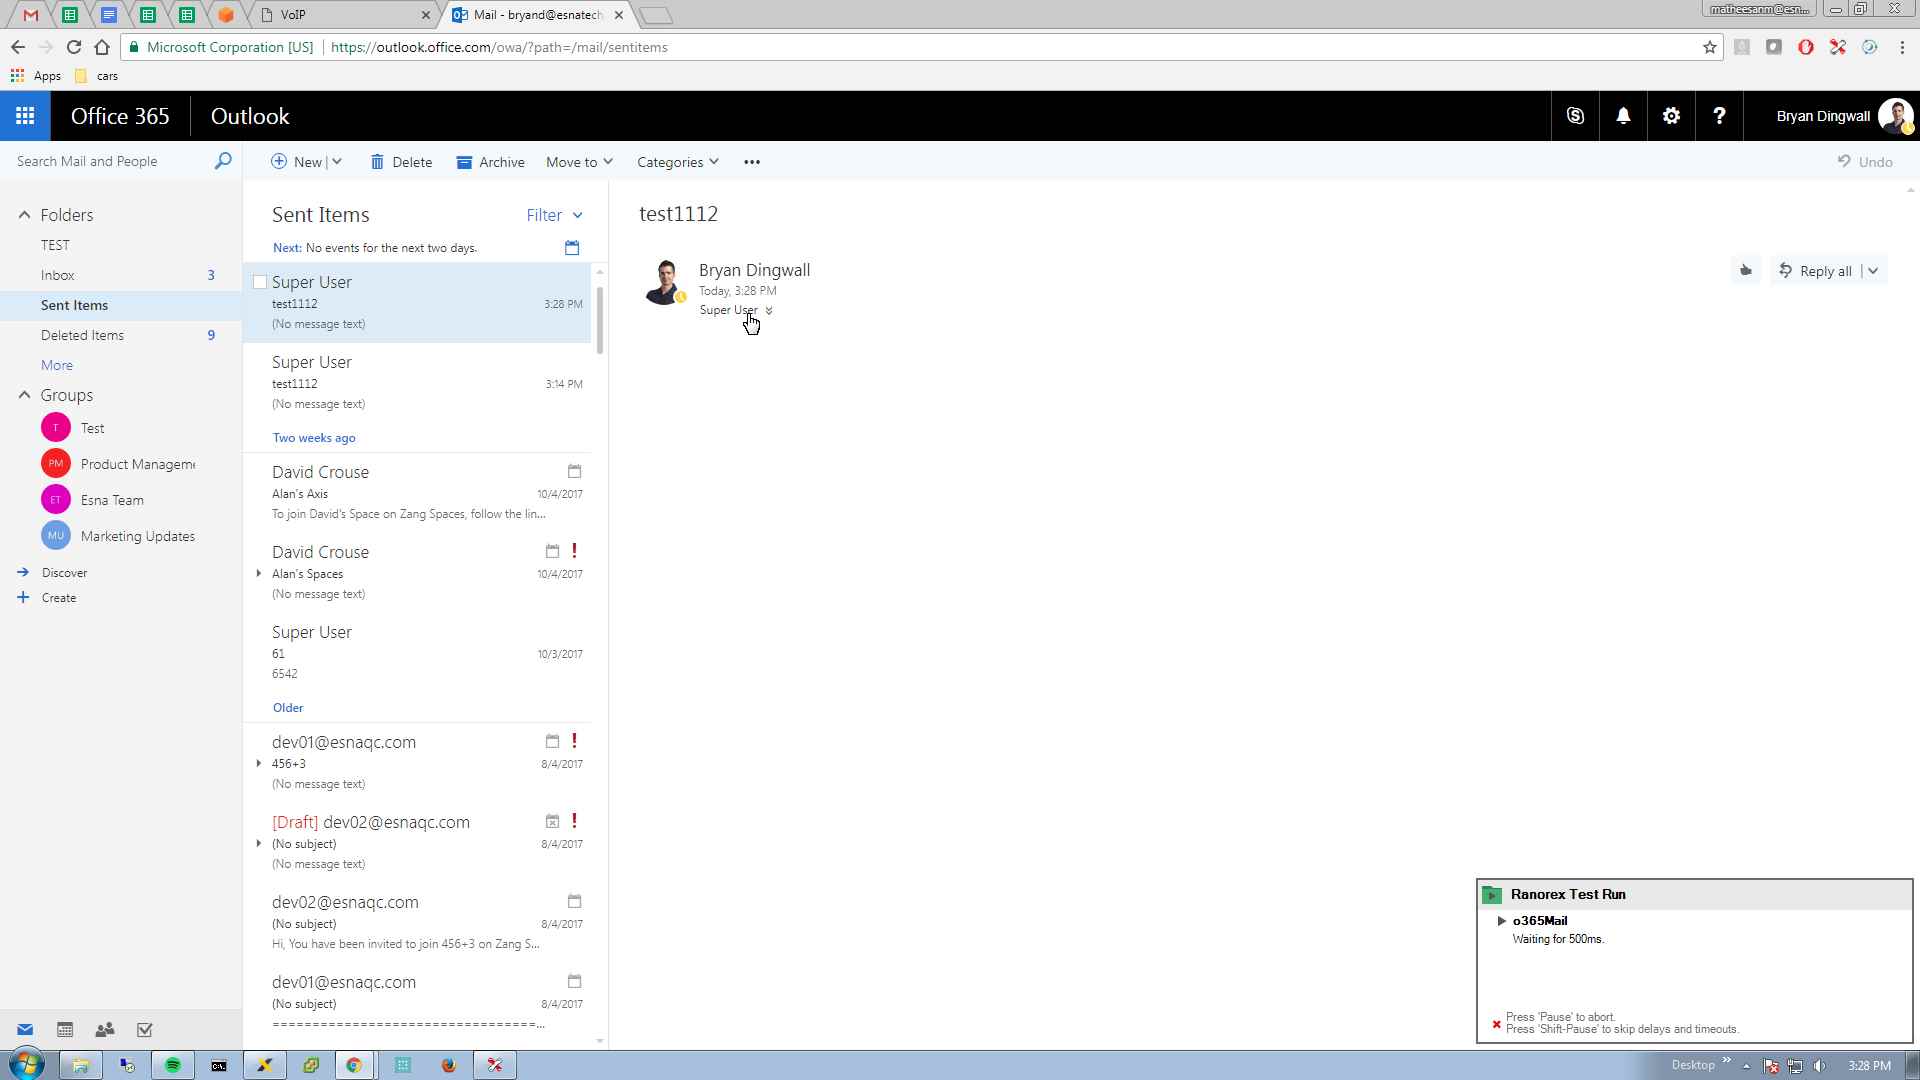 VoIP
Mail - bryand@esnatech
matheesanm@esn...
Microsoft Corporation [US]
https://outlook.office.com/owa/?path=/mail/sentitems
Apps
cars
Office 365
Outlook
Bryan Dingwall
Search Mail and People
New
Delete
Archive
Move to
Categories
Undo
Folders
TEST
Inbox 3
Sent Items
Deleted Items 9
More
Groups
T Test
PM Product Manageme
ET Esna Team
MU Marketing Updates
Discover
Create
Sent Items
Filter
Next: No events for the next two days.
Super User
test1112 3:28 PM
(No message text)
Super User
test1112 3:14 PM
(No message text)
Two weeks ago
David Crouse
Alan's Axis 10/4/2017
To join David's Space on Zang Spaces, follow the lin...
David Crouse
Alan's Spaces 10/4/2017
(No message text)
Super User
61 10/3/2017
6542
Older
dev01@esnaqc.com
456+3 8/4/2017
(No message text)
[Draft] dev02@esnaqc.com
(No subject) 8/4/2017
(No message text)
dev02@esnaqc.com
(No subject) 8/4/2017
Hi, You have been invited to join 456+3 on Zang S...
dev01@esnaqc.com
(No subject) 8/4/2017
=================================...
test1112
Bryan Dingwall
Today, 3:28 PM
Super User
Reply all
Ranorex Test Run
o365Mail
Waiting for 500ms.
Press 'Pause' to abort.
Press 'Shift-Pause' to skip delays and timeouts.
Desktop
3:28 PM